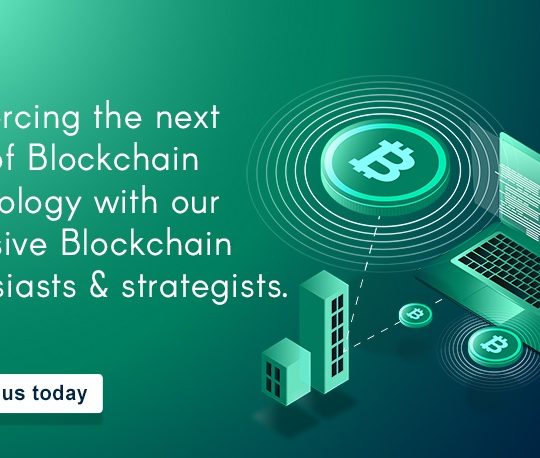 rcing the next
of Blockchain
ology with our
sive Blockchain
siasts & strategists.
us today